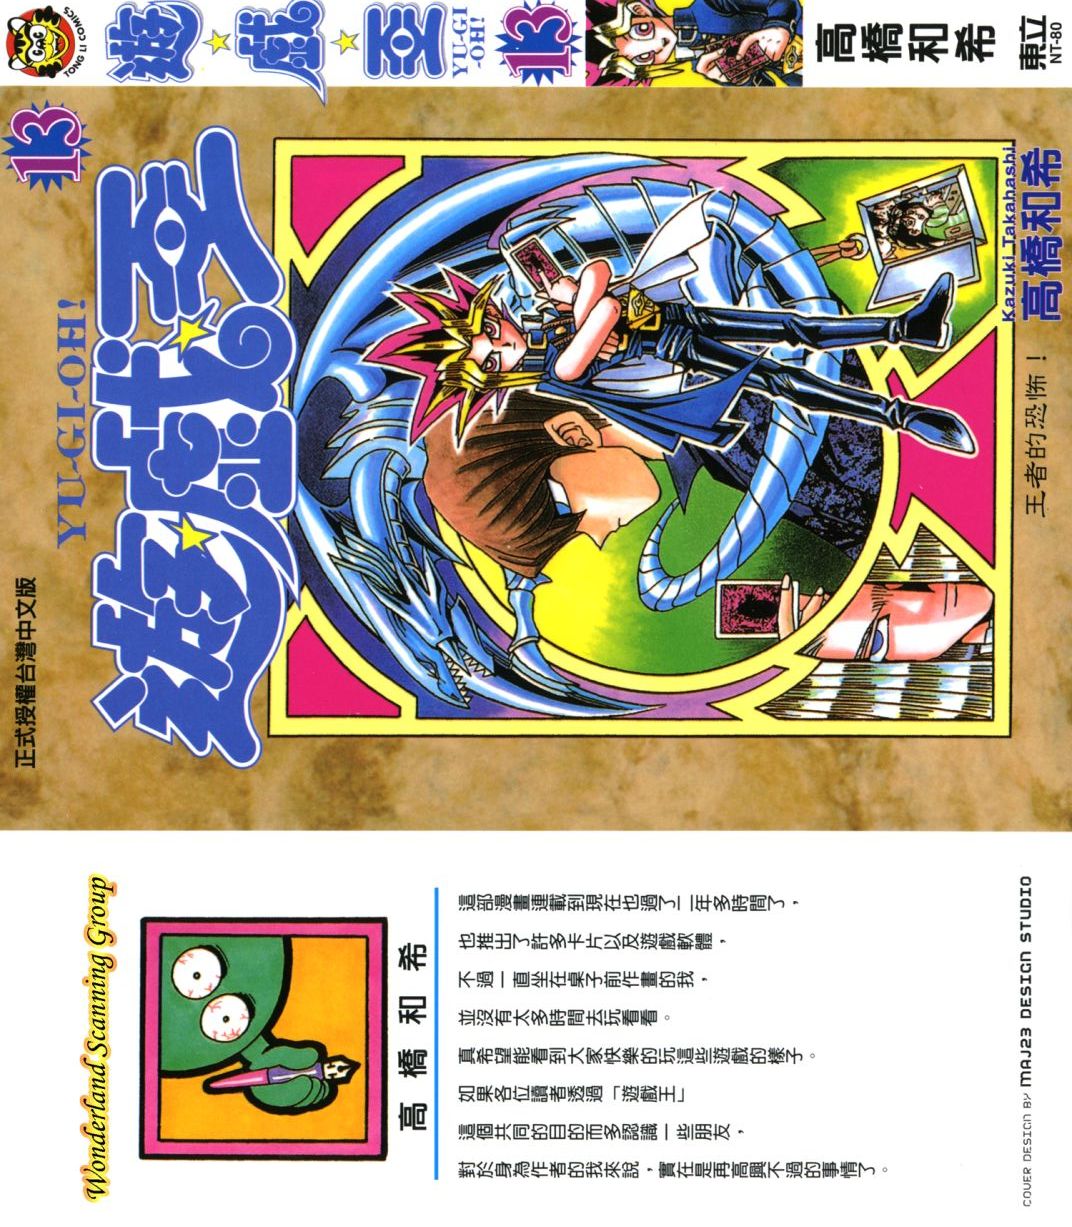 TONG LI COMICS
遊☆戲☆王
YU-GI
-OH!
13
高橋和希
東立
NT-80
13
正式授權台灣中文版
YU-GI-OH!
遊☆戲☆王
Kazuki Takahashi
高橋和希
王者的恐怖！
Wonderland Scanning Group
高橋和希
這部漫畫連載到現在也過了二年多時間了，
也推出了許多卡片以及遊戲軟體，
不過一直坐在桌子前作畫的我，
並沒有太多時間去玩看看。
真希望能看到大家快樂的玩這些遊戲的樣子。
如果各位讀者透過「遊戲王」
這個共同的目的而多認識一些朋友，
對於身為作者的我來說，實在是再高興不過的事情了。
COVER DESIGN BY MAJ23 DESIGN STUDIO